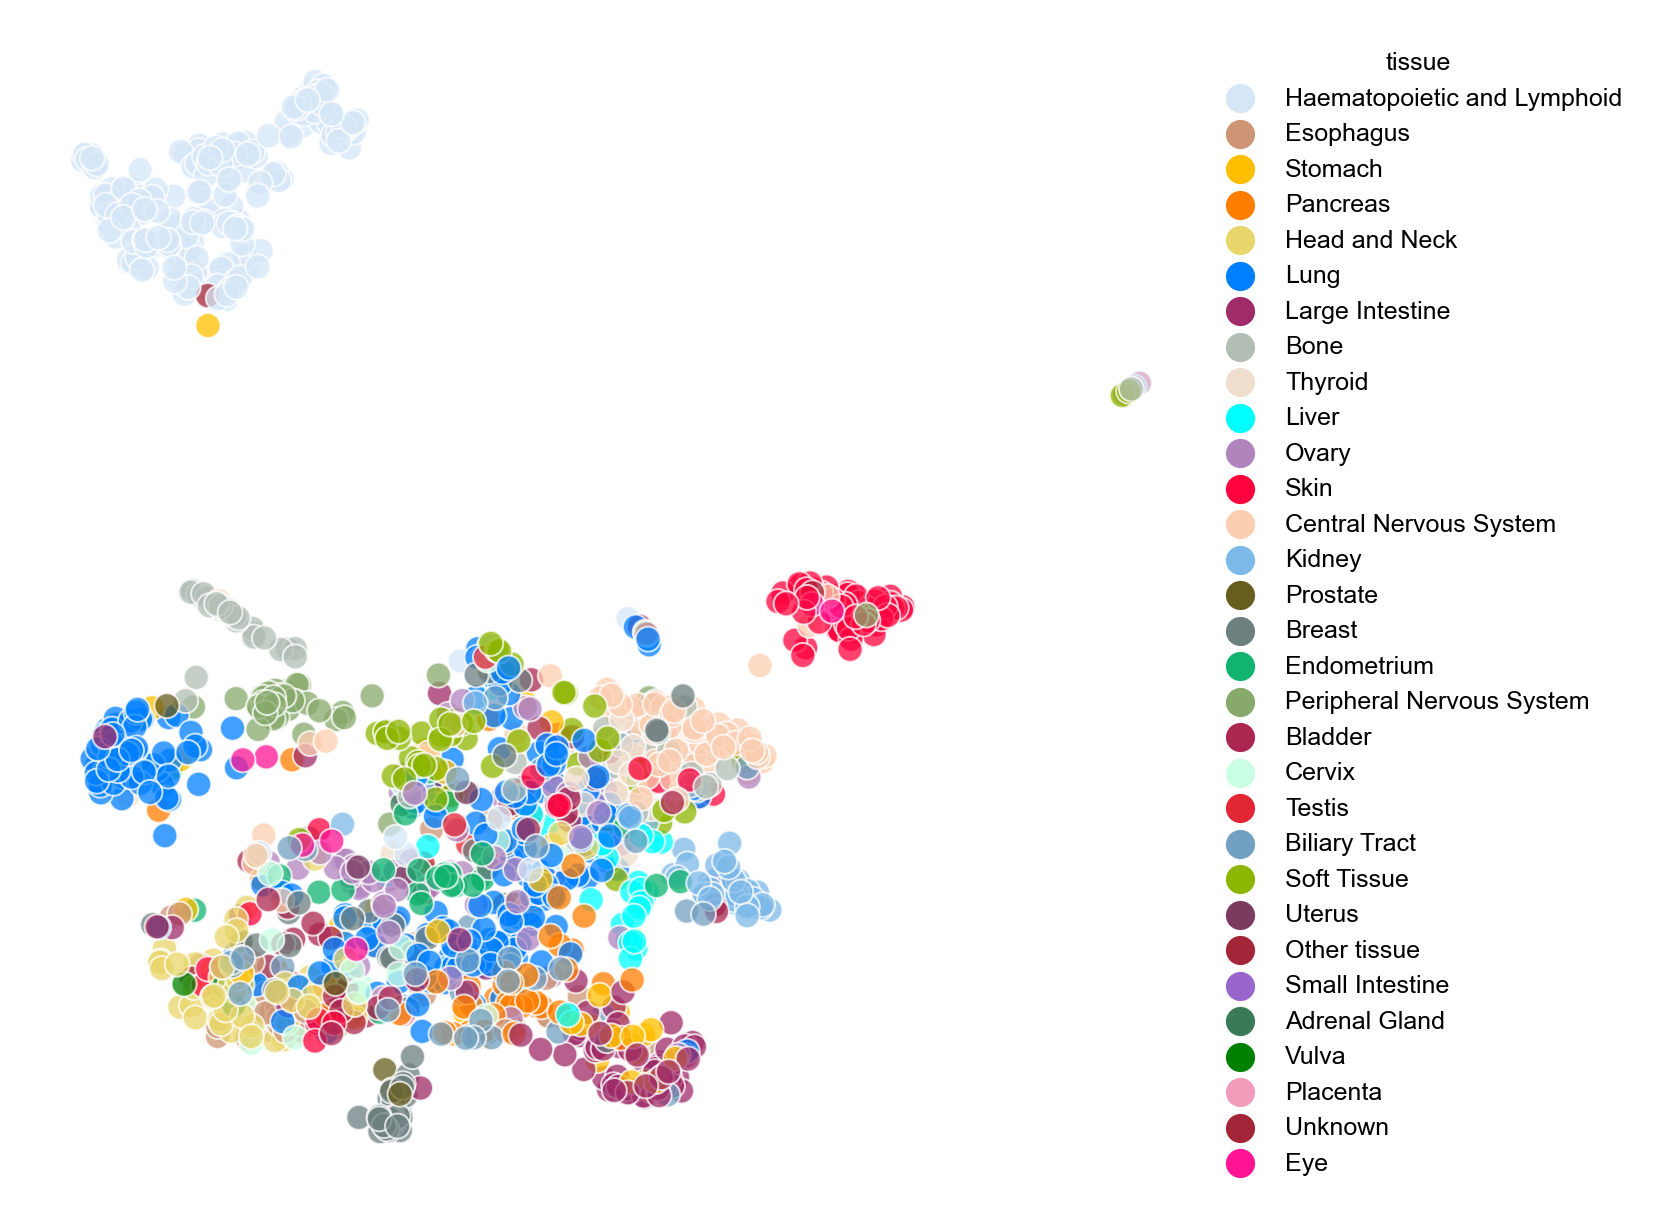 tissue
Haematopoietic and Lymphoid
Esophagus
Stomach
Pancreas
Head and Neck
Lung
Large Intestine
Bone
Thyroid
Liver
Ovary
Skin
Central Nervous System
Kidney
Prostate
Breast
Endometrium
Peripheral Nervous System
Bladder
Cervix
Testis
Biliary Tract
Soft Tissue
Uterus
Other tissue
Small Intestine
Adrenal Gland
Vulva
Placenta
Unknown
Eye